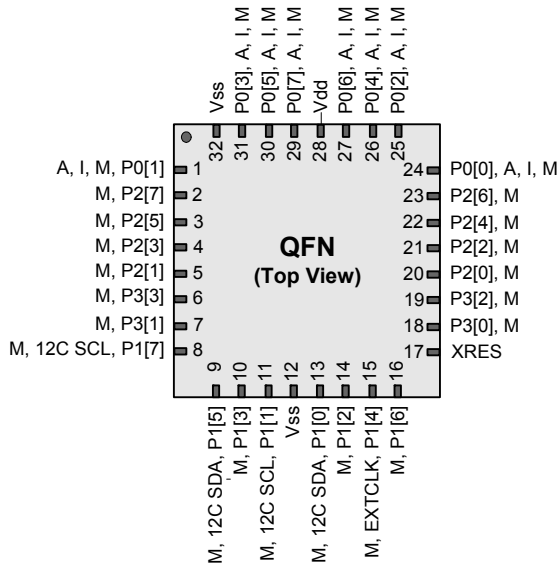 Vss
P0[3], A, I, M
P0[5], A, I, M
P0[7], A, I, M
Vdd
P0[6], A, I, M
P0[4], A, I, M
P0[2], A, I, M
32
31
30
29
28
27
26
25
A, I, M, P0[1] 1
M, P2[7] 2
M, P2[5] 3
M, P2[3] 4
M, P2[1] 5
M, P3[3] 6
M, P3[1] 7
M, 12C SCL, P1[7] 8
QFN
(Top View)
24 P0[0], A, I, M
23 P2[6], M
22 P2[4], M
21 P2[2], M
20 P2[0], M
19 P3[2], M
18 P3[0], M
17 XRES
9
10
11
12
13
14
15
16
M, 12C SDA, P1[5]
M, P1[3]
M, 12C SCL, P1[1]
Vss
M, 12C SDA, P1[0]
M, P1[2]
M, EXTCLK, P1[4]
M, P1[6]